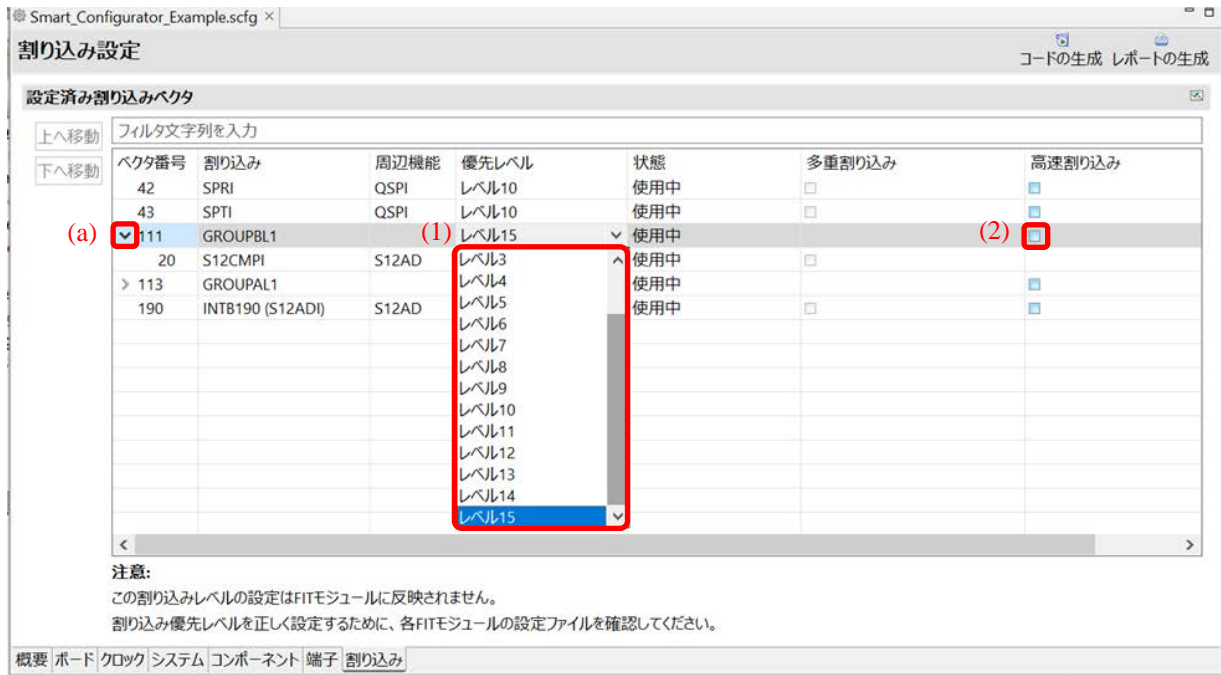 Smart_Configurator_Example.scfg ×
割り込み設定
コードの生成 レポートの生成
設定済み割り込みベクタ
上へ移動
フィルタ文字列を入力
下へ移動
ベクタ番号 割り込み 周辺機能 優先レベル 状態 多重割り込み 高速割り込み
42 SPRI QSPI レベル10 使用中
43 SPTI QSPI レベル10 使用中
(a) 111 GROUPBL1 (1) レベル15 使用中 (2)
20 S12CMPI S12AD レベル3 使用中
113 GROUPAL1 レベル4 使用中
190 INTB190 (S12ADI) S12AD レベル5 使用中
レベル6
レベル7
レベル8
レベル9
レベル10
レベル11
レベル12
レベル13
レベル14
レベル15
注意:
この割り込みレベルの設定はFITモジュールに反映されません。
割り込み優先レベルを正しく設定するために、各FITモジュールの設定ファイルを確認してください。
概要 ボード クロック システム コンポーネント 端子 割り込み